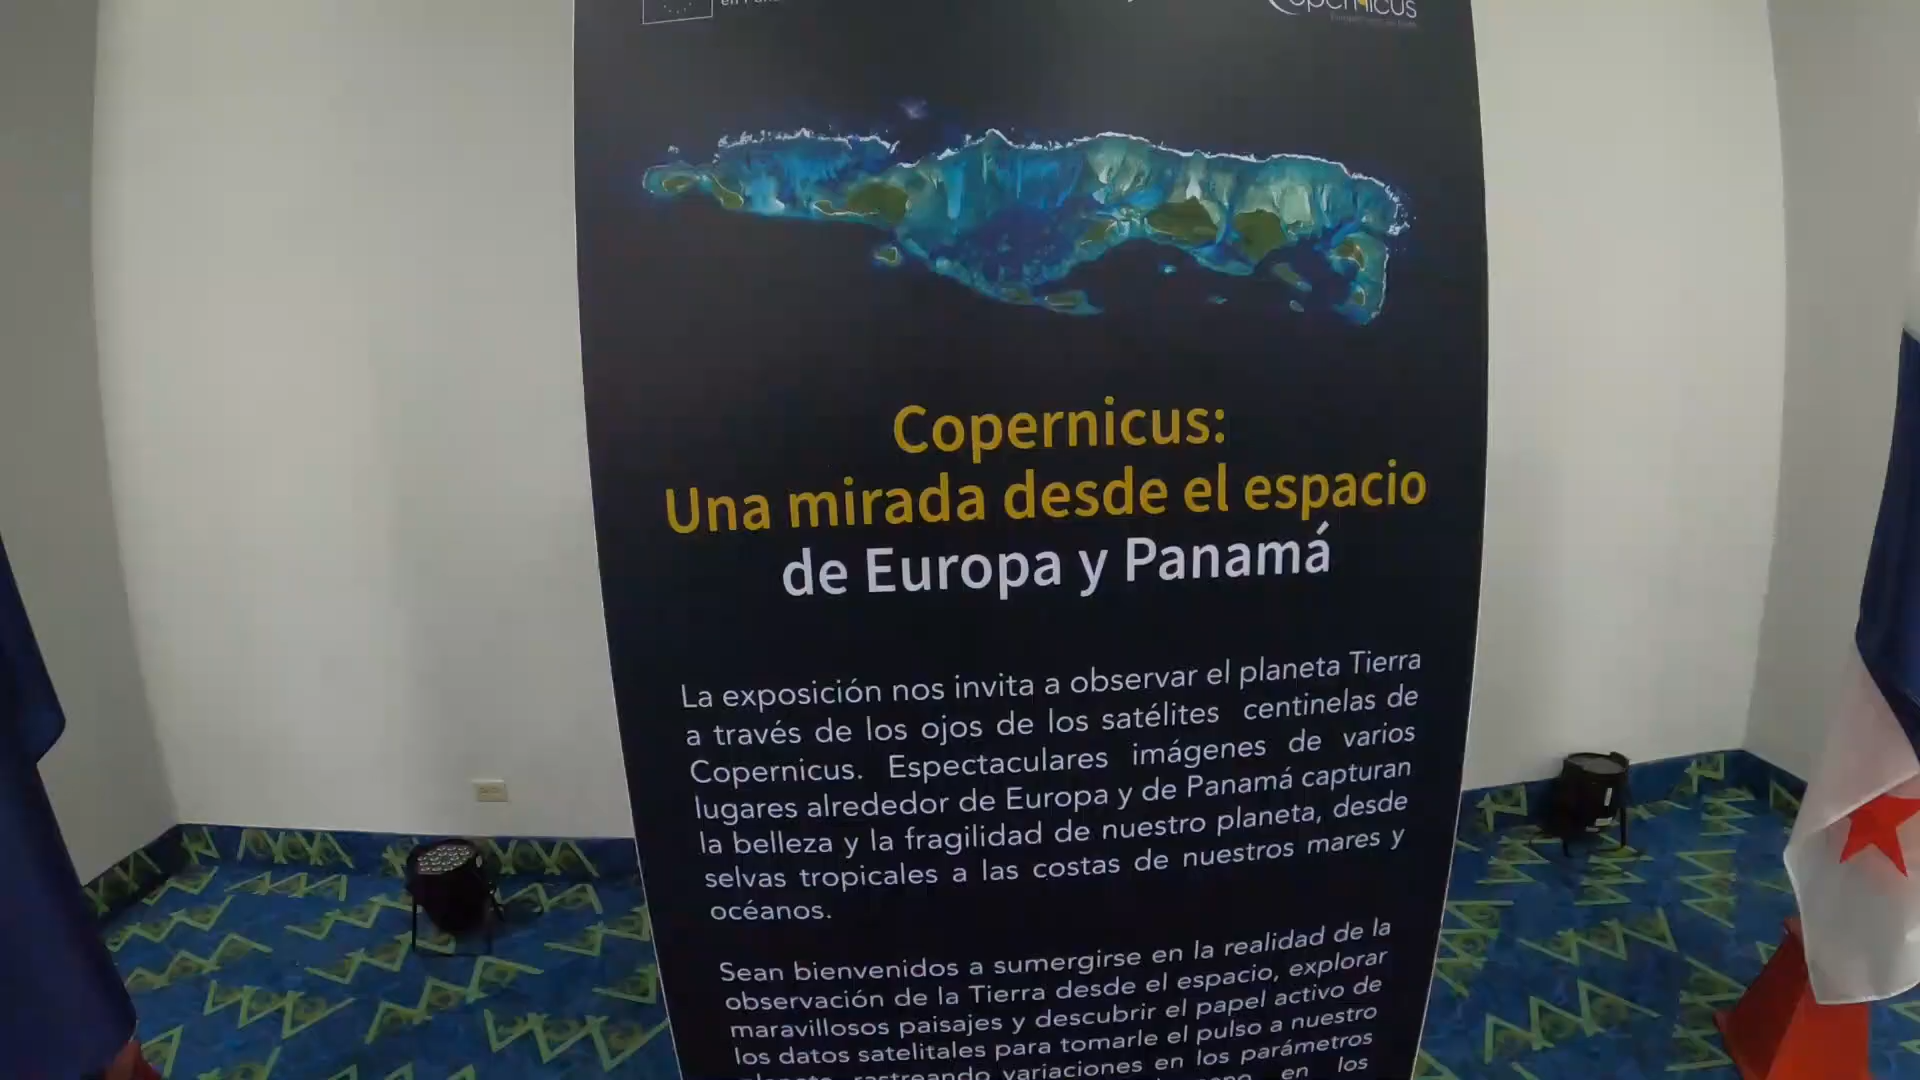 Copernicus:
Una mirada desde el espacio
de Europa y Panamá
La exposición nos invita a observar el planeta Tierra
a través de los ojos de los satélites centinelas de
Copernicus. Espectaculares imágenes de varios
lugares alrededor de Europa y de Panamá capturan
la belleza y la fragilidad de nuestro planeta, desde
selvas tropicales a las costas de nuestros mares y
océanos.
Sean bienvenidos a sumergirse en la realidad de la
observación de la Tierra desde el espacio, explorar
maravillosos paisajes y descubrir el papel activo de
los datos satelitales para tomarle el pulso a nuestro
rastreando variaciones en los parámetros
en los